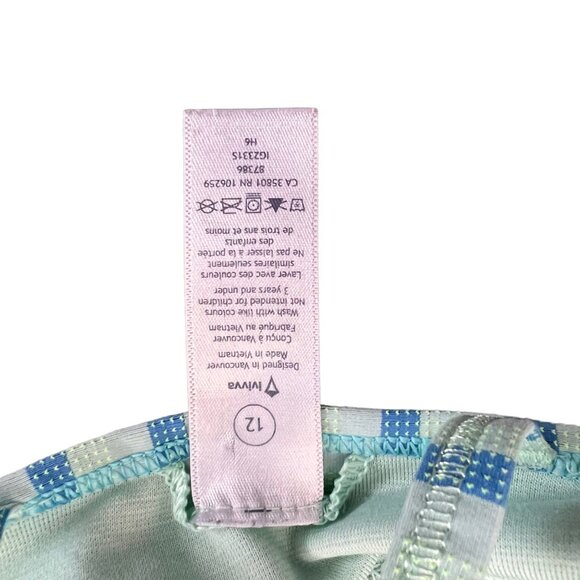 12
ivivva
Designed in Vancouver
Made in Vietnam
Conçu à Vancouver
Fabriqué au Vietnam
Wash with like colours
Not intended for children
3 years and under
Laver avec des couleurs
similaires seulement
Ne pas laisser à la portée
des enfants
de trois ans et moins
CA 35801 RN 106259
87386
IG2331S
H6